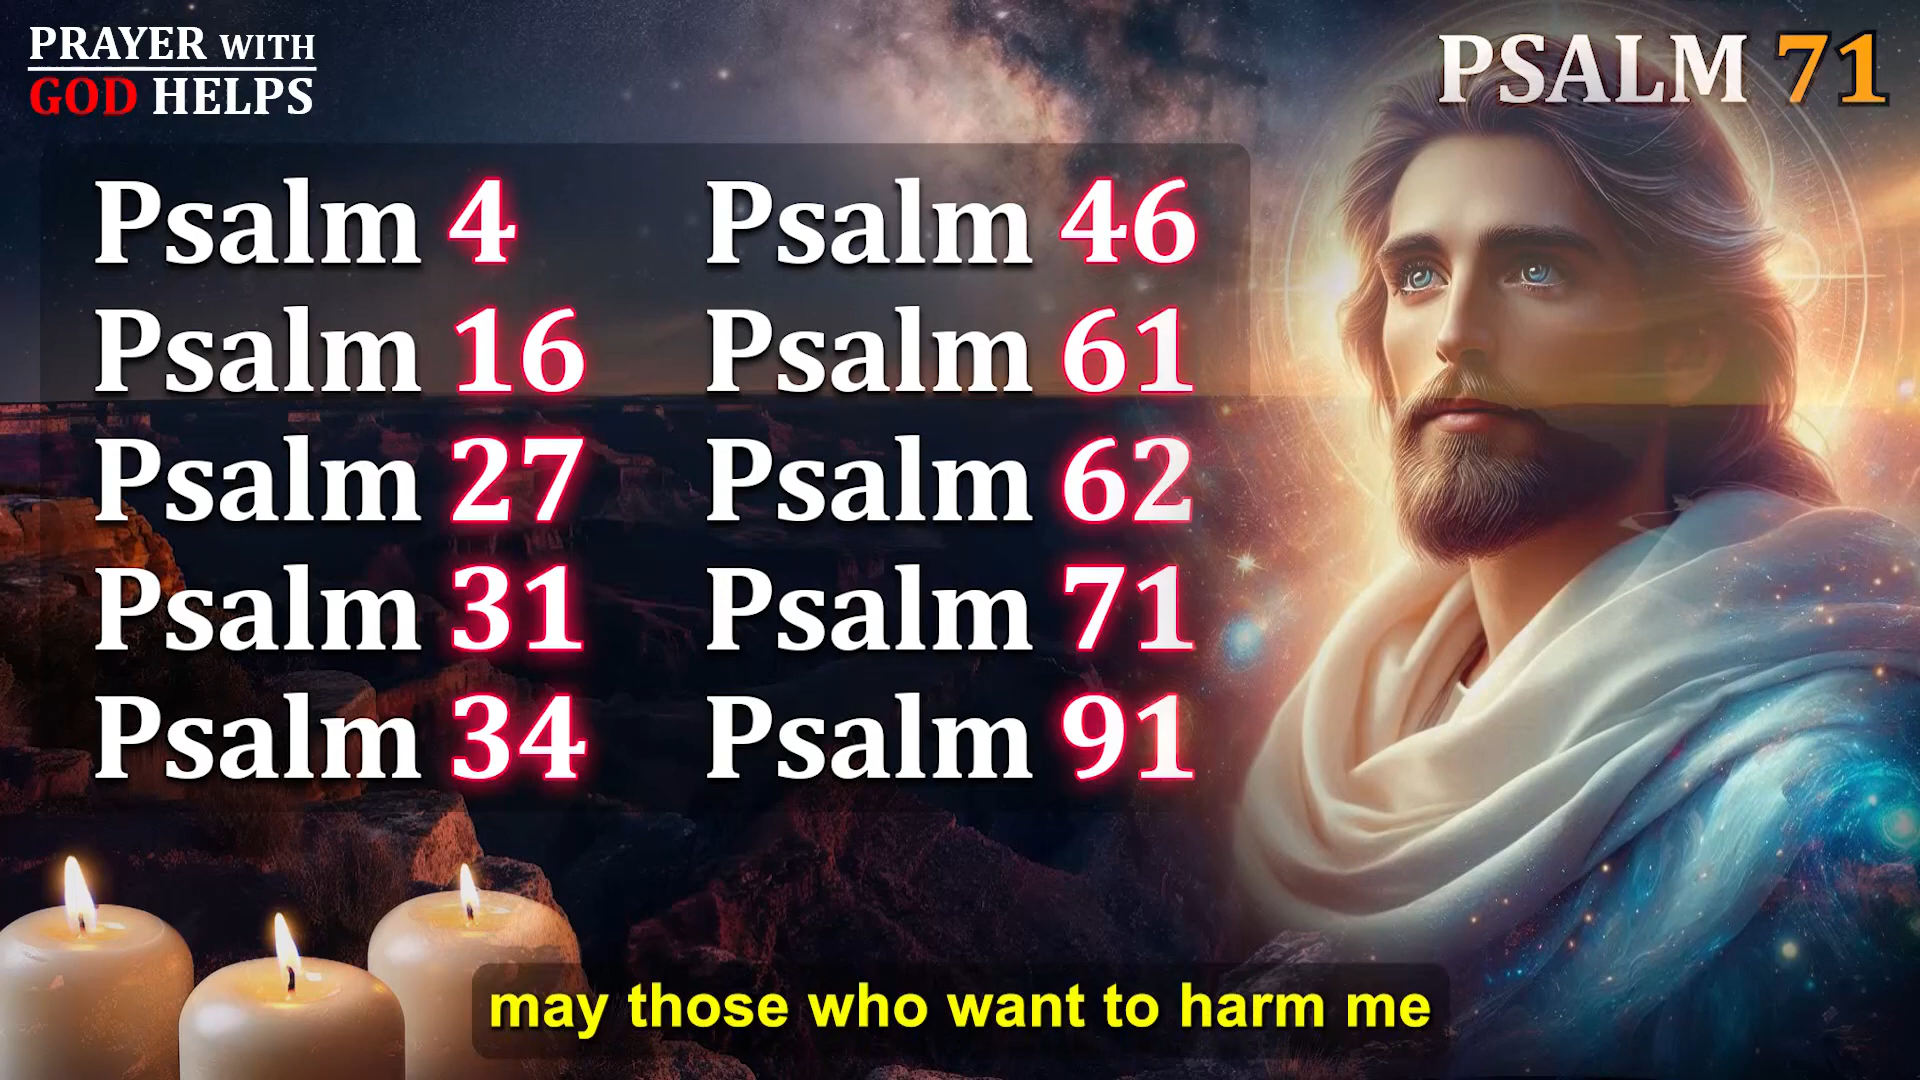 PRAYER WITH
GOD HELPS
PSALM 71
Psalm 4
Psalm 16
Psalm 27
Psalm 31
Psalm 34
Psalm 46
Psalm 61
Psalm 62
Psalm 71
Psalm 91
may those who want to harm me